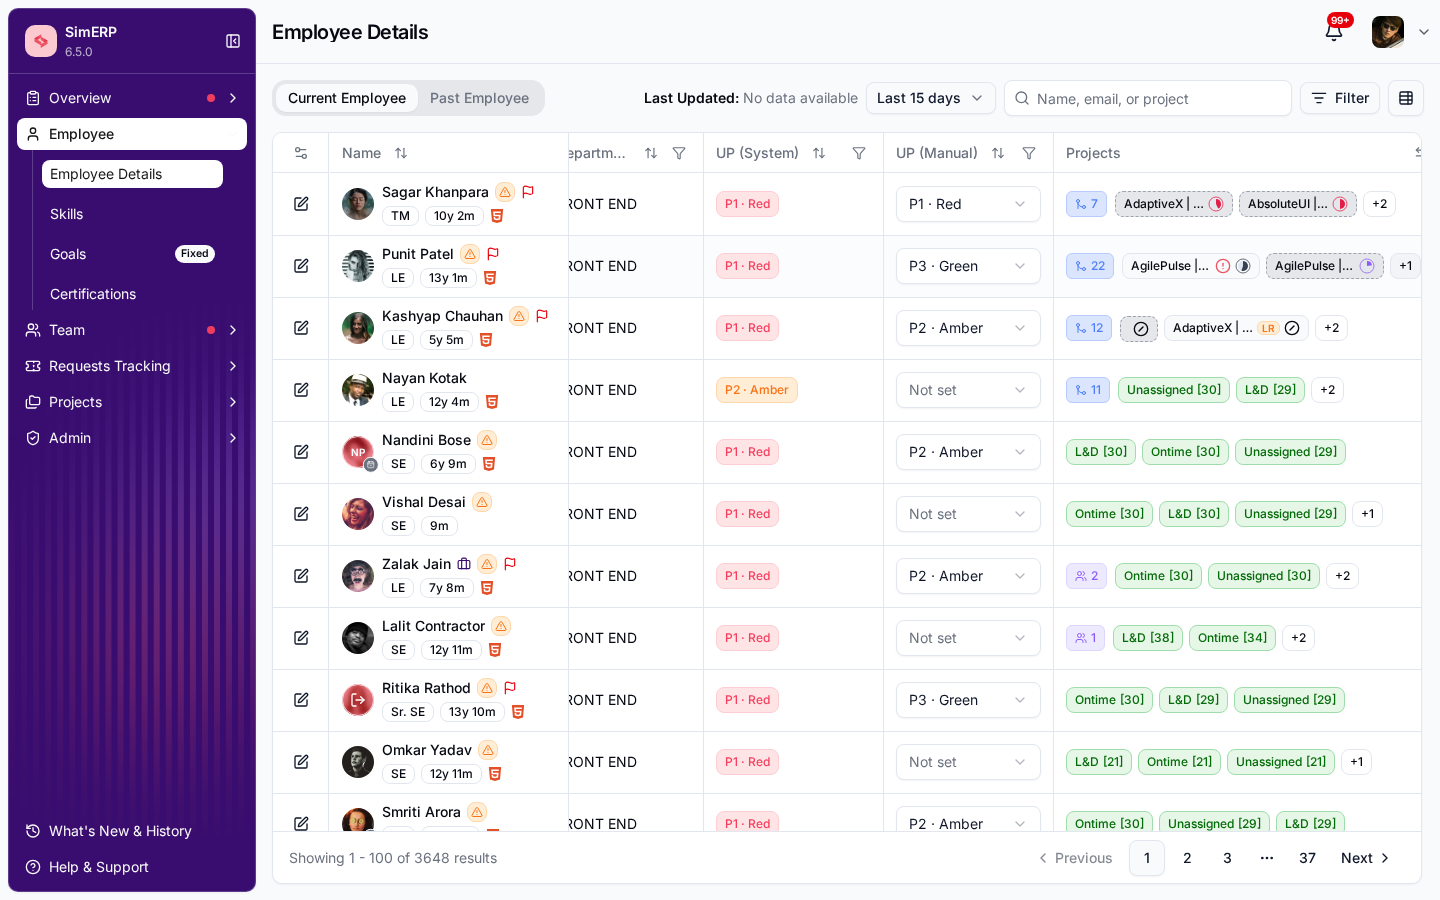 SimERP
6.5.0
Overview
Employee
Employee Details
Skills
Goals
Fixed
Certifications
Team
Requests Tracking
Projects
Admin
What's New & History
Help & Support
Employee Details
99+
Current Employee
Past Employee
Last Updated: No data available
Last 15 days
Name, email, or project
Filter
Name epartm... UP (System) UP (Manual) Projects
Sagar Khanpara
TM 10y 2m
RONT END P1 · Red P1 · Red 7 AdaptiveX | ... AbsoluteUI |... +2
Punit Patel
LE 13y 1m
RONT END P1 · Red P3 · Green 22 AgilePulse |... AgilePulse |... +1
Kashyap Chauhan
LE 5y 5m
RONT END P1 · Red P2 · Amber 12 AdaptiveX | ... LR +2
Nayan Kotak
LE 12y 4m
RONT END P2 · Amber Not set 11 Unassigned [30] L&D [29] +2
Nandini Bose
NP
SE 6y 9m
RONT END P1 · Red P2 · Amber L&D [30] Ontime [30] Unassigned [29]
Vishal Desai
SE 9m
RONT END P1 · Red Not set Ontime [30] L&D [30] Unassigned [29] +1
Zalak Jain
LE 7y 8m
RONT END P1 · Red P2 · Amber 2 Ontime [30] Unassigned [30] +2
Lalit Contractor
SE 12y 11m
RONT END P1 · Red Not set 1 L&D [38] Ontime [34] +2
Ritika Rathod
Sr. SE 13y 10m
RONT END P1 · Red P3 · Green Ontime [30] L&D [29] Unassigned [29]
Omkar Yadav
SE 12y 11m
RONT END P1 · Red Not set L&D [21] Ontime [21] Unassigned [21] +1
Smriti Arora
RONT END P1 · Red P2 · Amber Ontime [30] Unassigned [29] L&D [29]
Showing 1 - 100 of 3648 results
Previous 1 2 3 ••• 37 Next